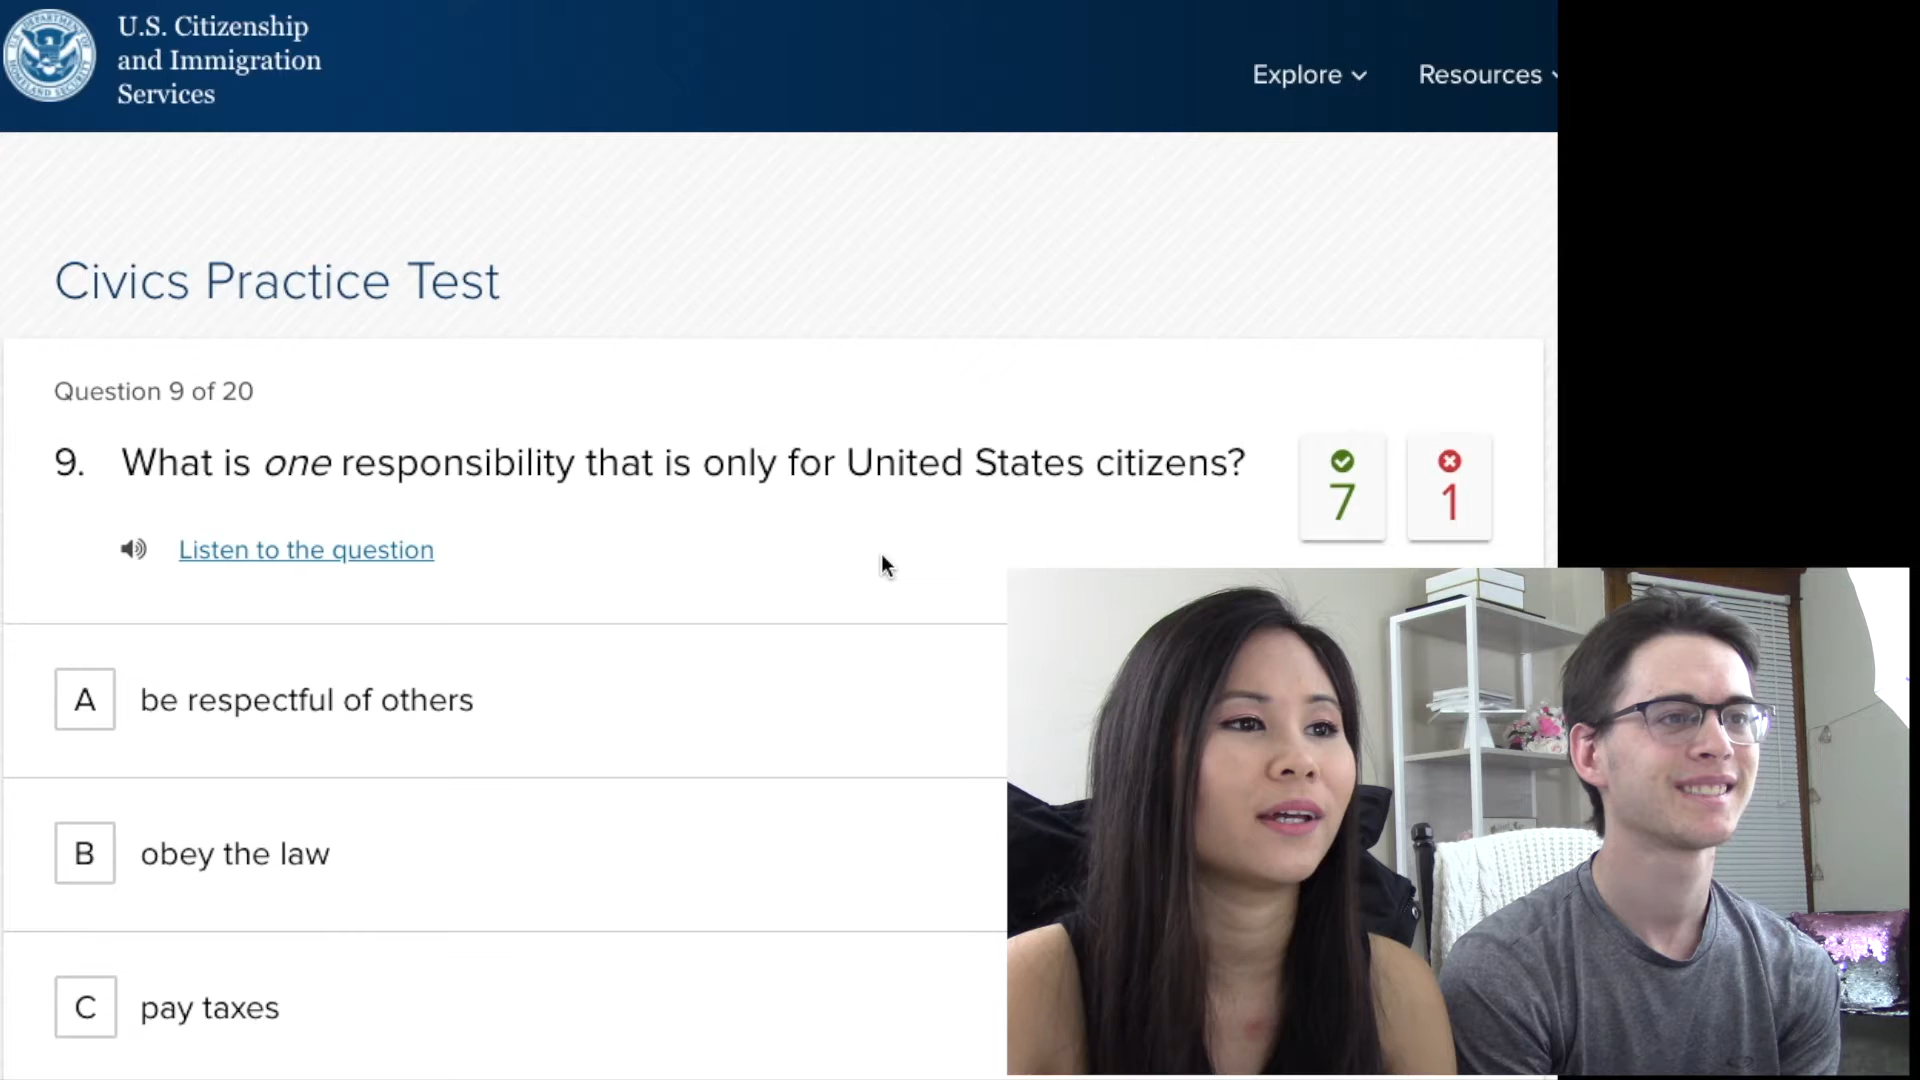 U.S. Citizenship
and Immigration
Services
Explore
Resources
Civics Practice Test
Question 9 of 20
9. What is one responsibility that is only for United States citizens?
7
1
Listen to the question
A be respectful of others
B obey the law
C pay taxes